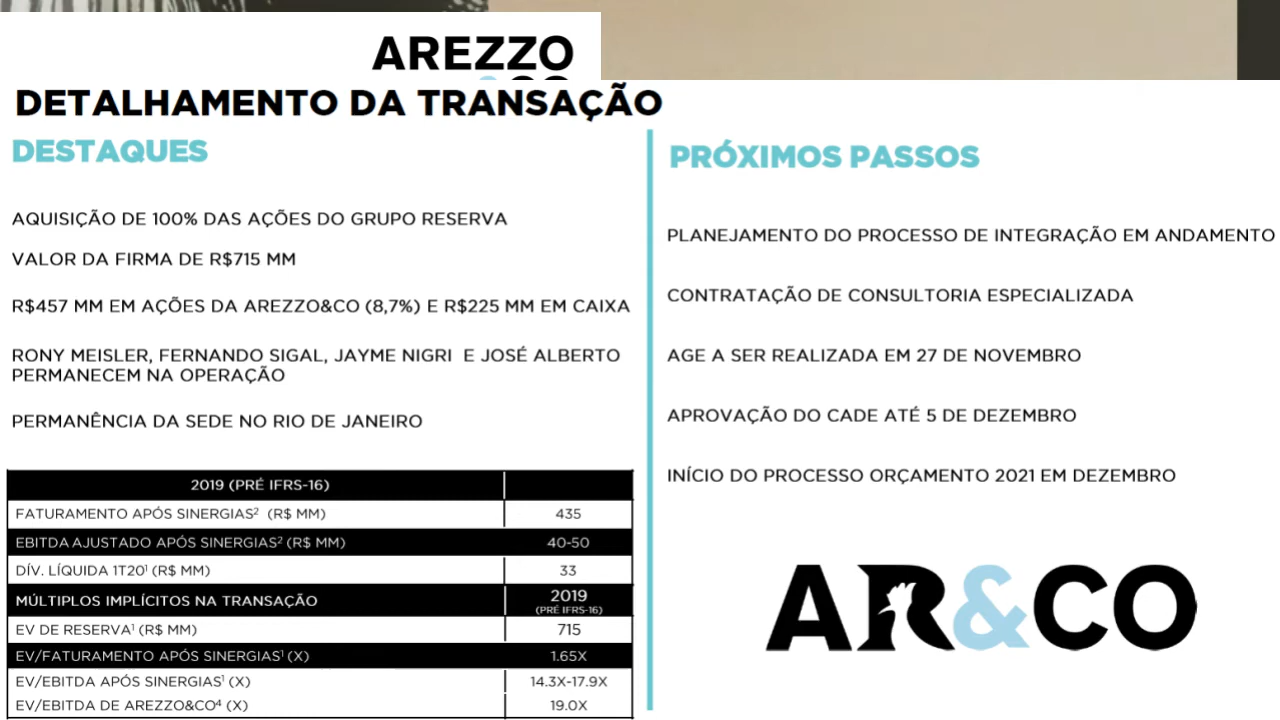 AREZZO
&CO
DETALHAMENTO DA TRANSAÇÃO
DESTAQUES
AQUISIÇÃO DE 100% DAS AÇÕES DO GRUPO RESERVA
VALOR DA FIRMA DE R$715 MM
R$457 MM EM AÇÕES DA AREZZO&CO (8,7%) E R$225 MM EM CAIXA
RONY MEISLER, FERNANDO SIGAL, JAYME NIGRI E JOSÉ ALBERTO
PERMANECEM NA OPERAÇÃO
PERMANÊNCIA DA SEDE NO RIO DE JANEIRO
2019 (PRÉ IFRS-16)
FATURAMENTO APÓS SINERGIAS² (R$ MM) 435
EBITDA AJUSTADO APÓS SINERGIAS² (R$ MM) 40-50
DÍV. LÍQUIDA 1T20¹ (R$ MM) 33
MÚLTIPLOS IMPLÍCITOS NA TRANSAÇÃO 2019
(PRÉ IFRS-16)
EV DE RESERVA¹ (R$ MM) 715
EV/FATURAMENTO APÓS SINERGIAS¹ (X) 1.65X
EV/EBITDA APÓS SINERGIAS¹ (X) 14.3X-17.9X
EV/EBITDA DE AREZZO&CO⁴ (X) 19.0X
PRÓXIMOS PASSOS
PLANEJAMENTO DO PROCESSO DE INTEGRAÇÃO EM ANDAMENTO
CONTRATAÇÃO DE CONSULTORIA ESPECIALIZADA
AGE A SER REALIZADA EM 27 DE NOVEMBRO
APROVAÇÃO DO CADE ATÉ 5 DE DEZEMBRO
INÍCIO DO PROCESSO ORÇAMENTO 2021 EM DEZEMBRO
AR&CO